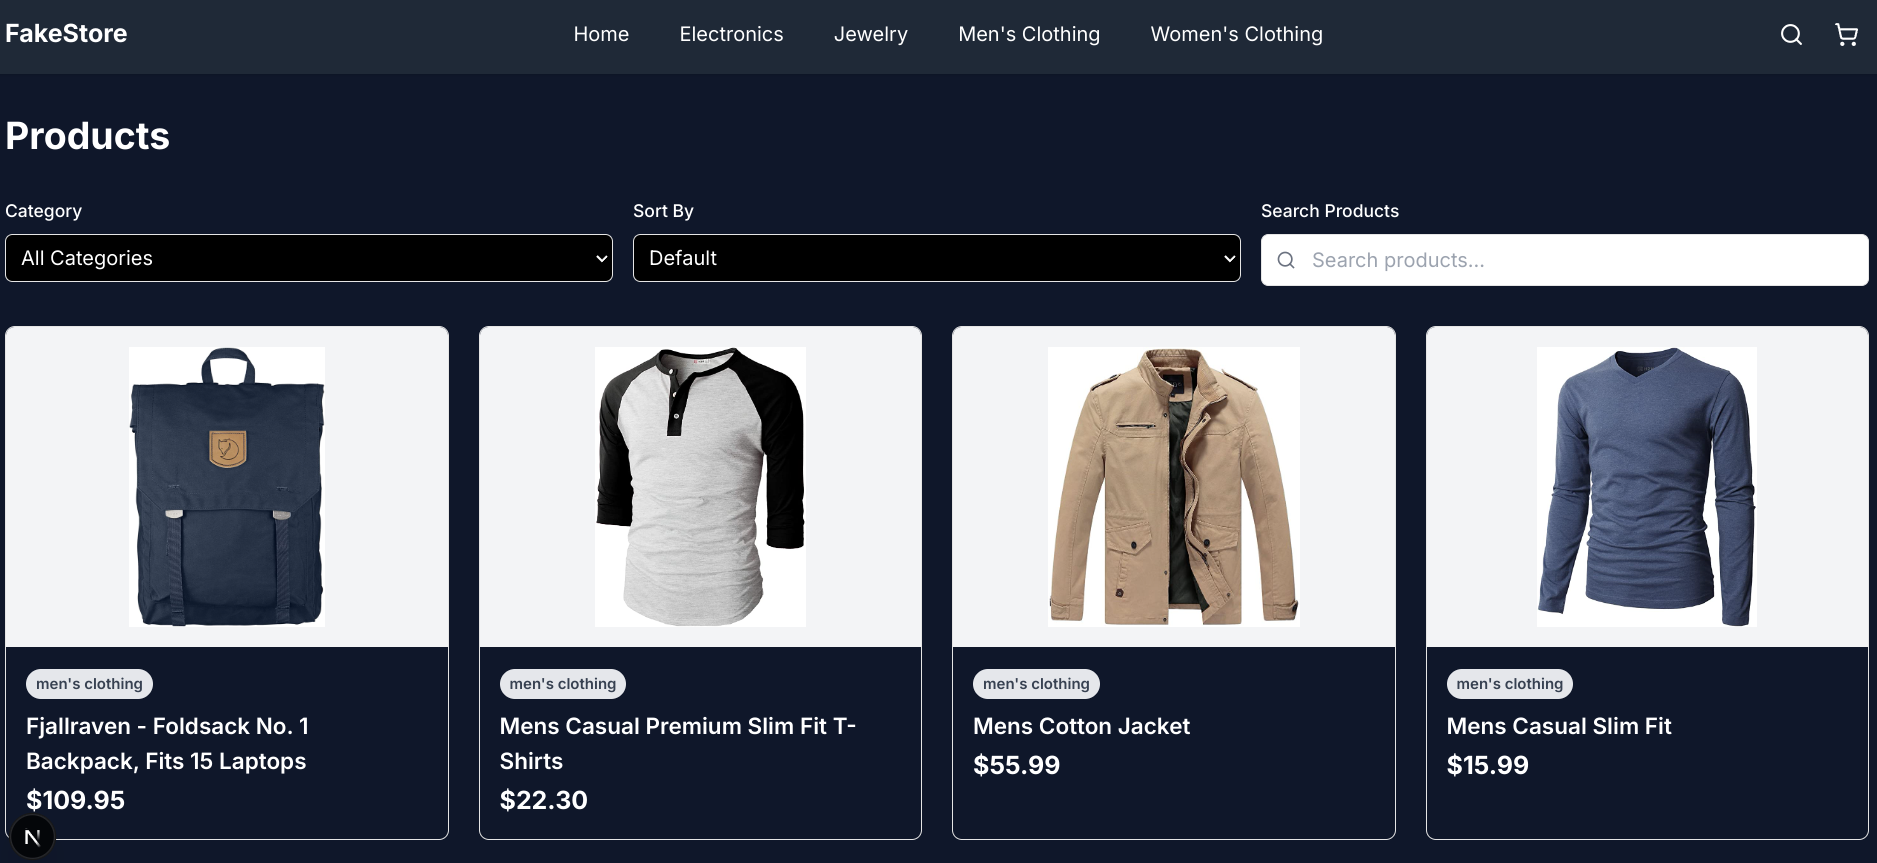 FakeStore
Home
Electronics
Jewelry
Men's Clothing
Women's Clothing
Products
Category
Sort By
Search Products
All Categories
Default
Search products...
men's clothing
Fjallraven - Foldsack No. 1
Backpack, Fits 15 Laptops
$109.95
men's clothing
Mens Casual Premium Slim Fit T-
Shirts
$22.30
men's clothing
Mens Cotton Jacket
$55.99
men's clothing
Mens Casual Slim Fit
$15.99
N